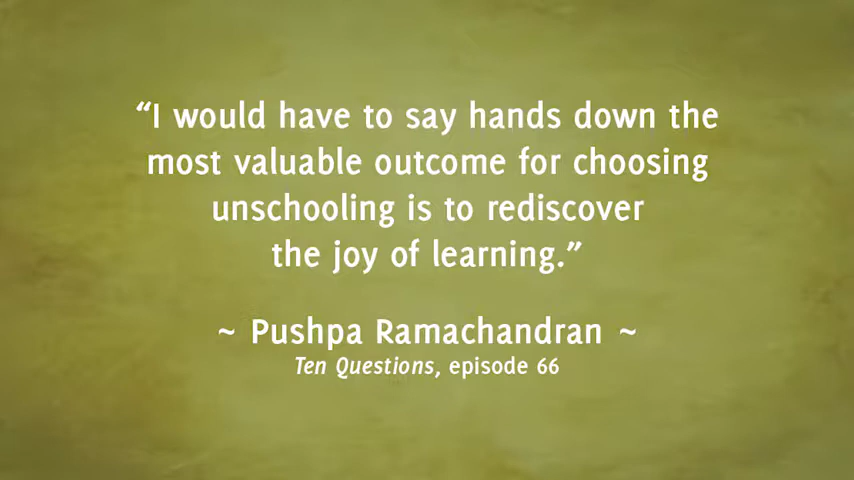 “I would have to say hands down the
most valuable outcome for choosing
unschooling is to rediscover
the joy of learning.”
~ Pushpa Ramachandran ~
Ten Questions, episode 66